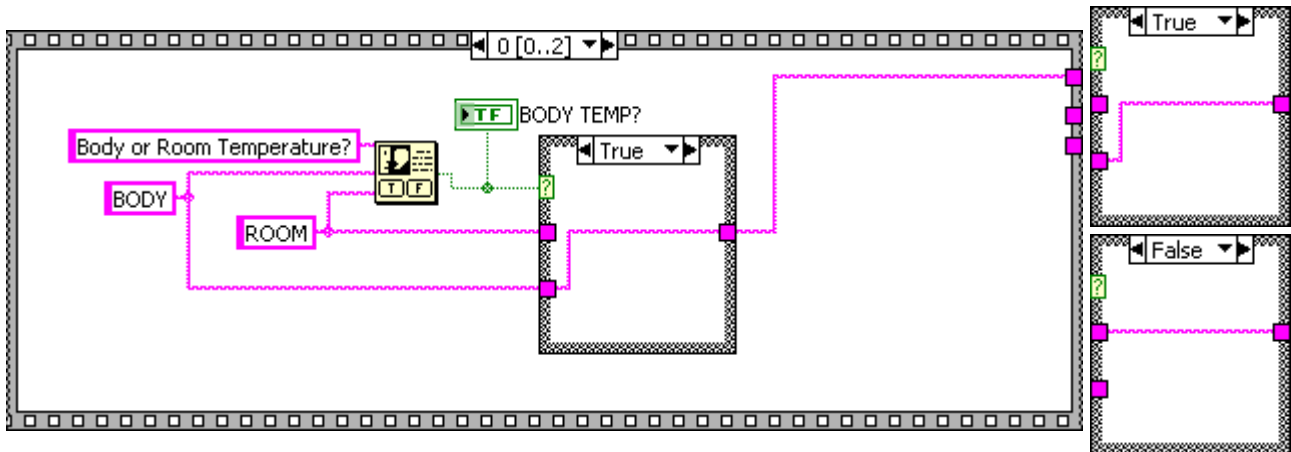 0 [0..2]
True
BODY TEMP?
TF
Body or Room Temperature?
True
?
T F
BODY
?
ROOM
False
?